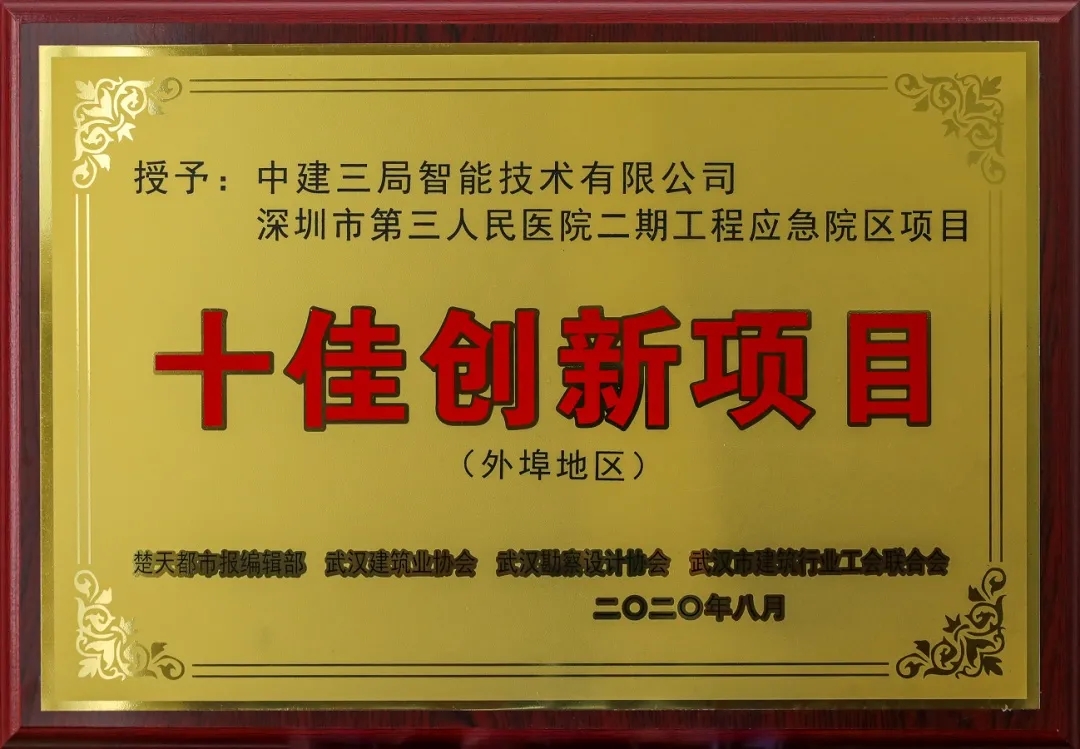 授予：中建三局智能技术有限公司
深圳市第三人民医院二期工程应急院区项目
十佳创新项目
（外埠地区）
楚天都市报编辑部 武汉建筑业协会 武汉勘察设计协会 武汉市建筑行业工会联合会
二〇二〇年八月